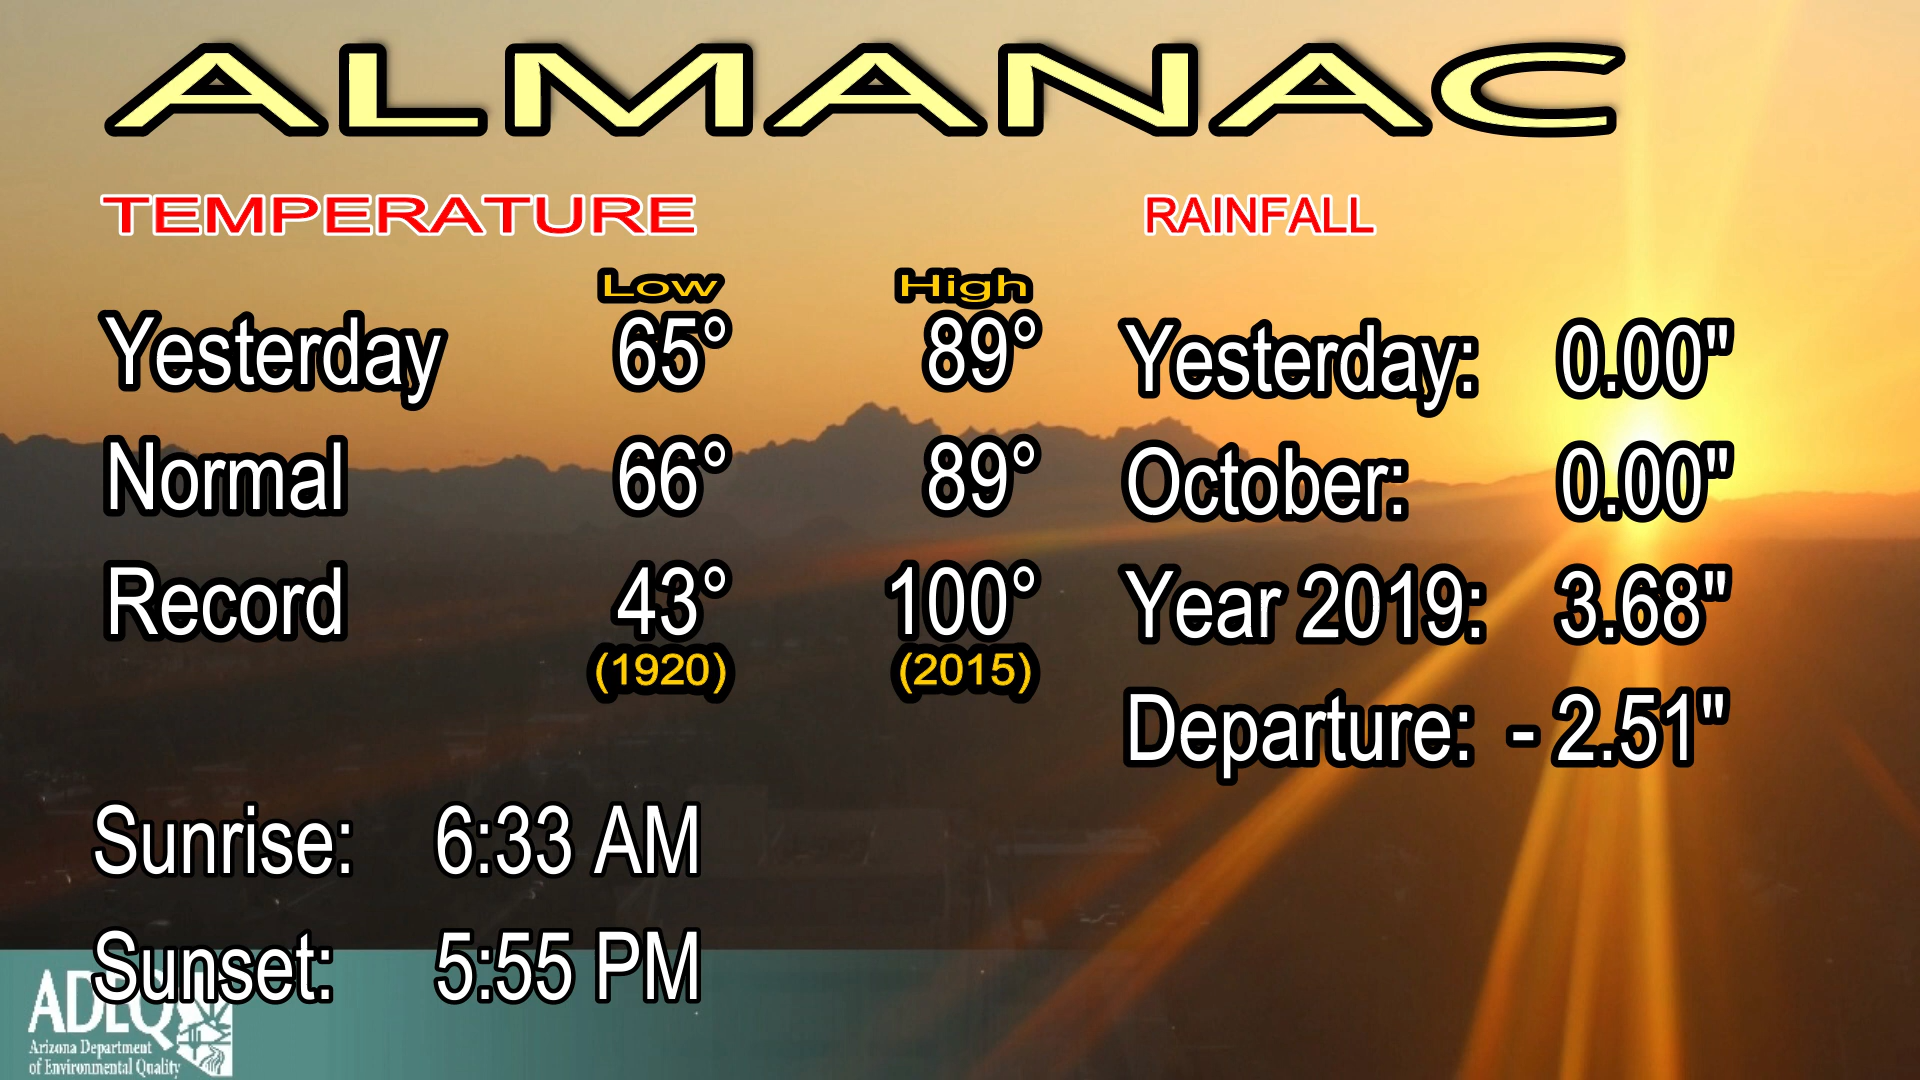 ALMANAC
TEMPERATURE
Low High
Yesterday 65° 89°
Normal 66° 89°
Record 43° 100°
(1920) (2015)
RAINFALL
Yesterday: 0.00"
October: 0.00"
Year 2019: 3.68"
Departure: - 2.51"
Sunrise: 6:33 AM
Sunset: 5:55 PM
ADEQ
Arizona Department
of Environmental Quality